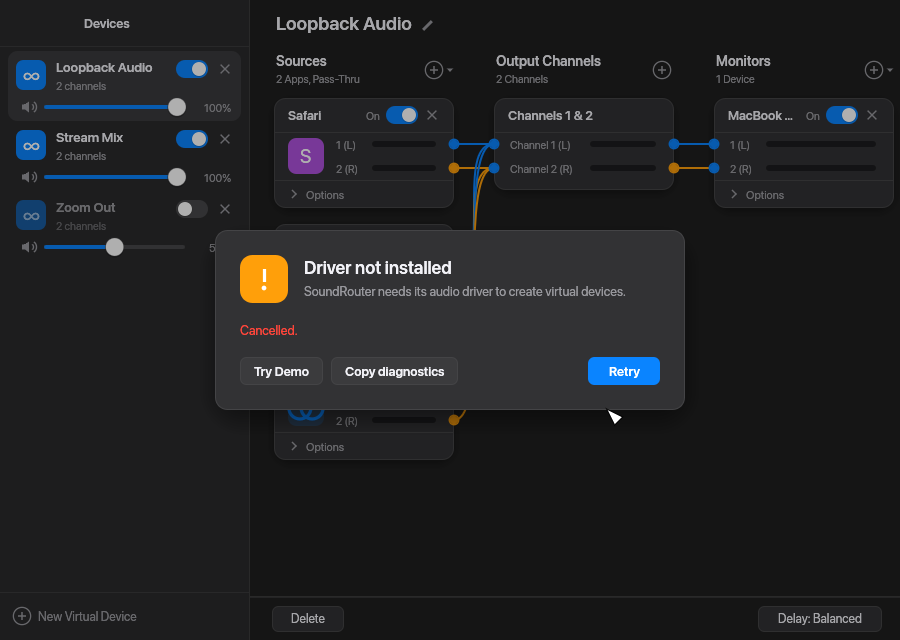 Devices
Loopback Audio
2 channels
100%
Stream Mix
2 channels
100%
Zoom Out
2 channels
Loopback Audio
Sources
2 Apps, Pass-Thru
Output Channels
2 Channels
Monitors
1 Device
Safari
On
S
1 (L)
2 (R)
Options
Channels 1 & 2
Channel 1 (L)
Channel 2 (R)
MacBook ...
On
1 (L)
2 (R)
Options
!
Driver not installed
SoundRouter needs its audio driver to create virtual devices.
Cancelled.
Try Demo
Copy diagnostics
Retry
2 (R)
Options
New Virtual Device
Delete
Delay: Balanced